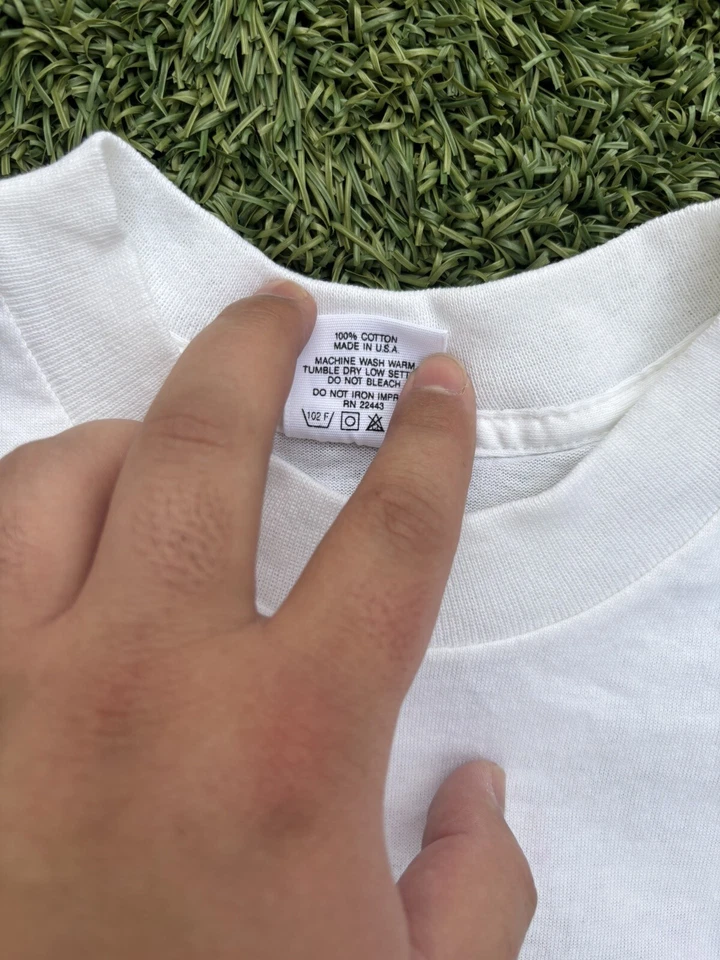 100% COTTON
MADE IN U.S.A.
MACHINE WASH WARM
TUMBLE DRY LOW
DO NOT BLEACH
DO NOT IRON
RN 22443
102 F